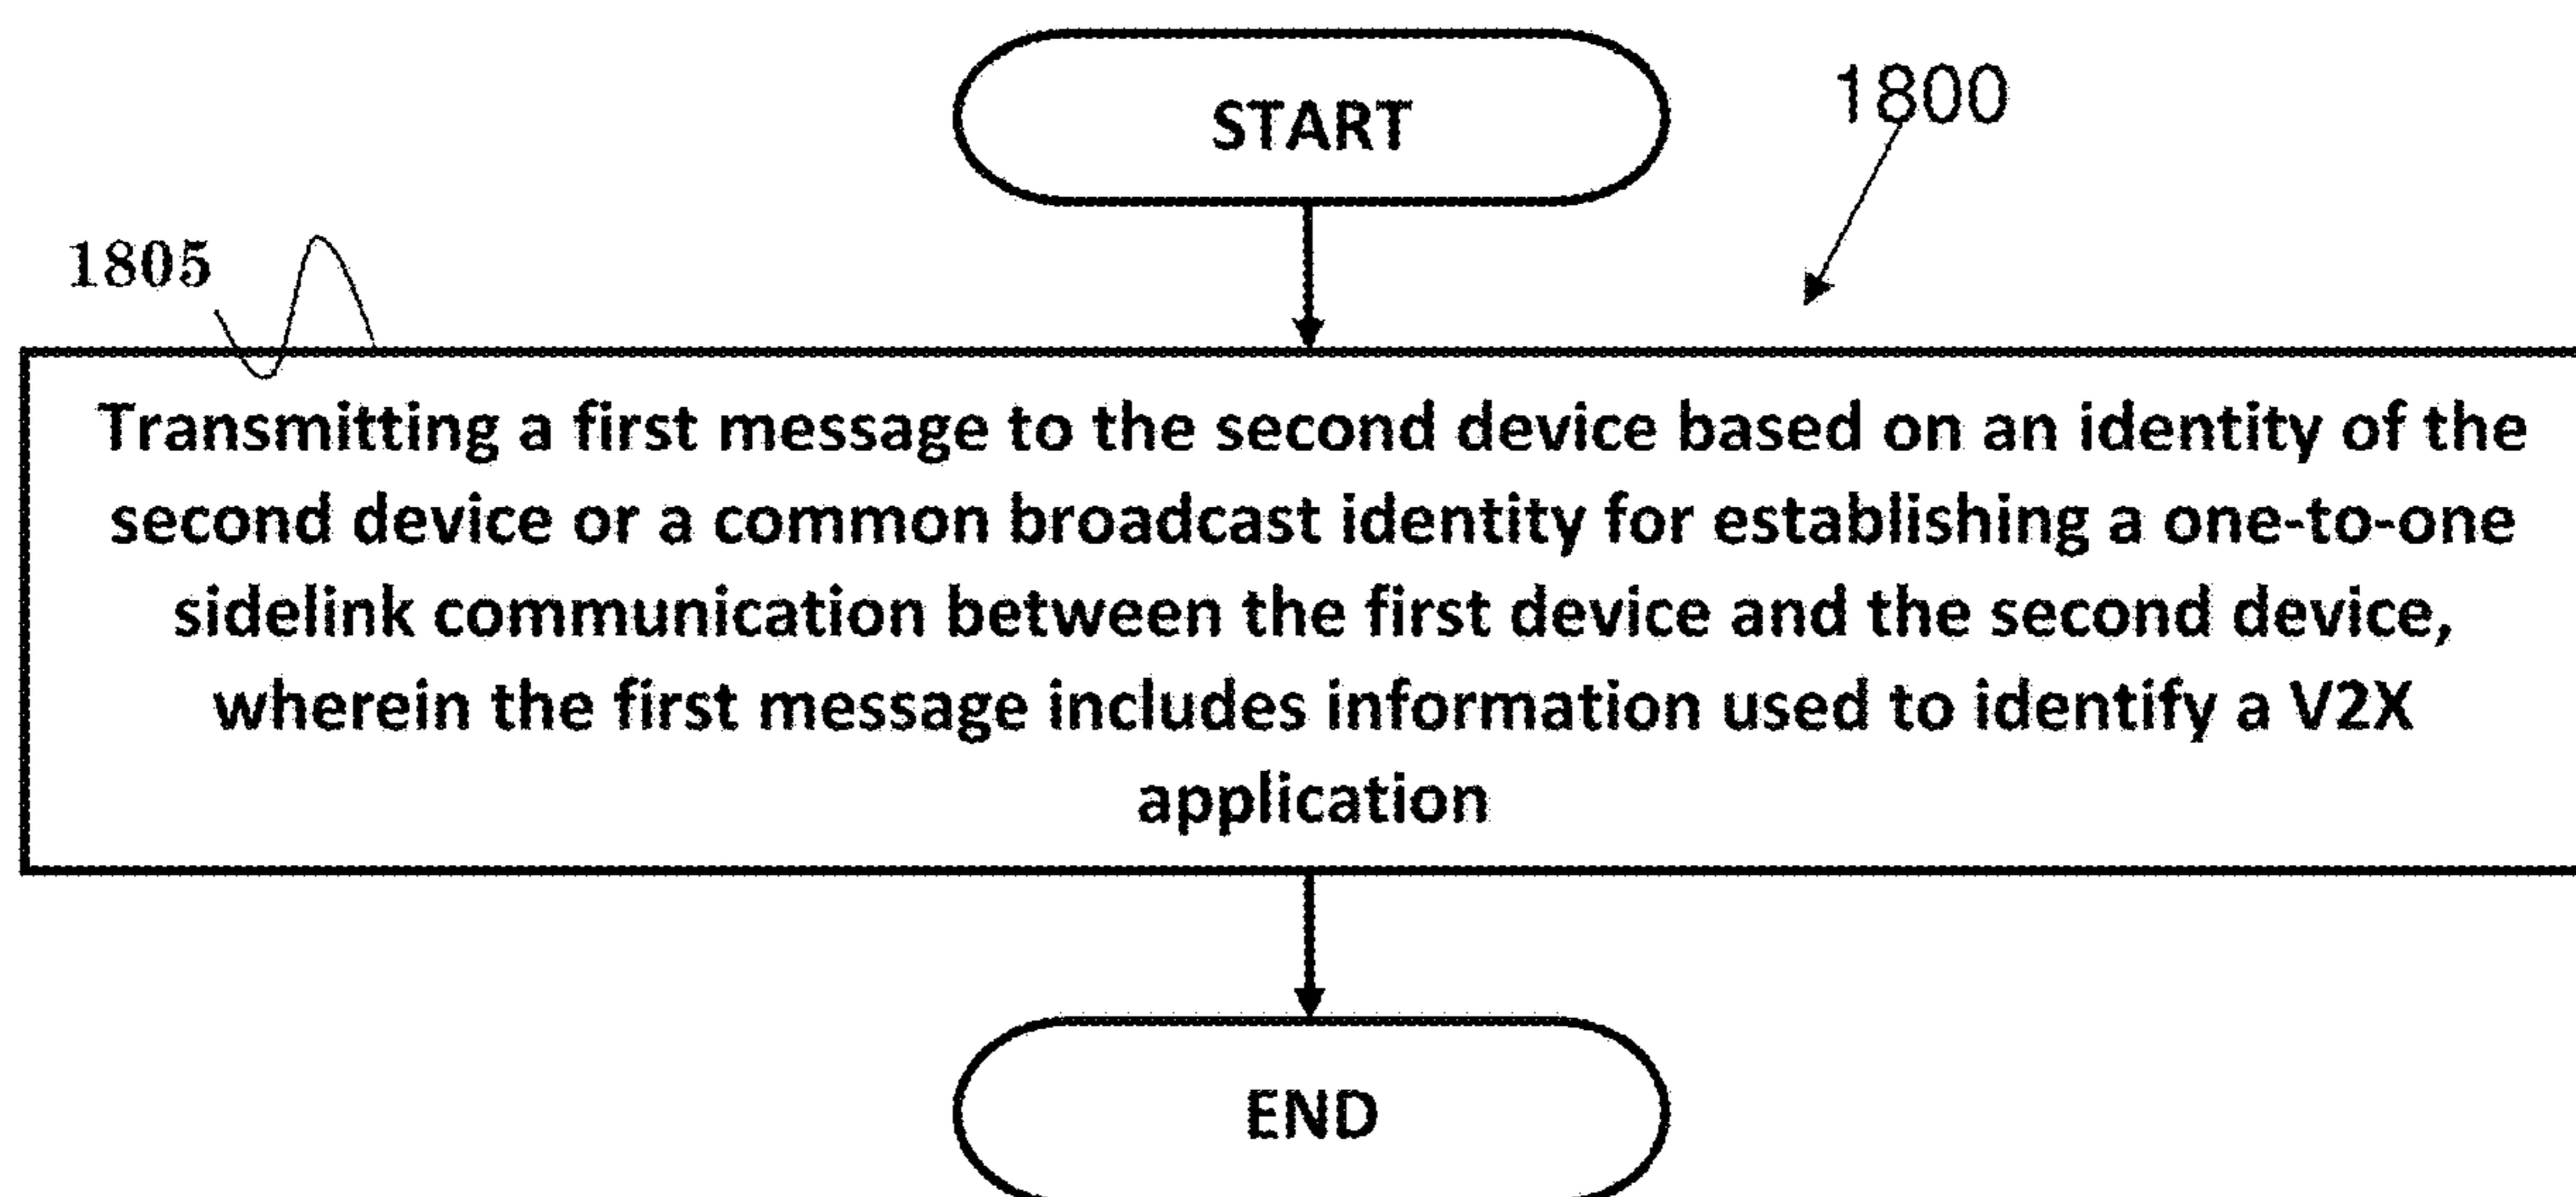 START
1800
1805
Transmitting a first message to the second device based on an identity of the
second device or a common broadcast identity for establishing a one-to-one
sidelink communication between the first device and the second device,
wherein the first message includes information used to identify a V2X
application
END